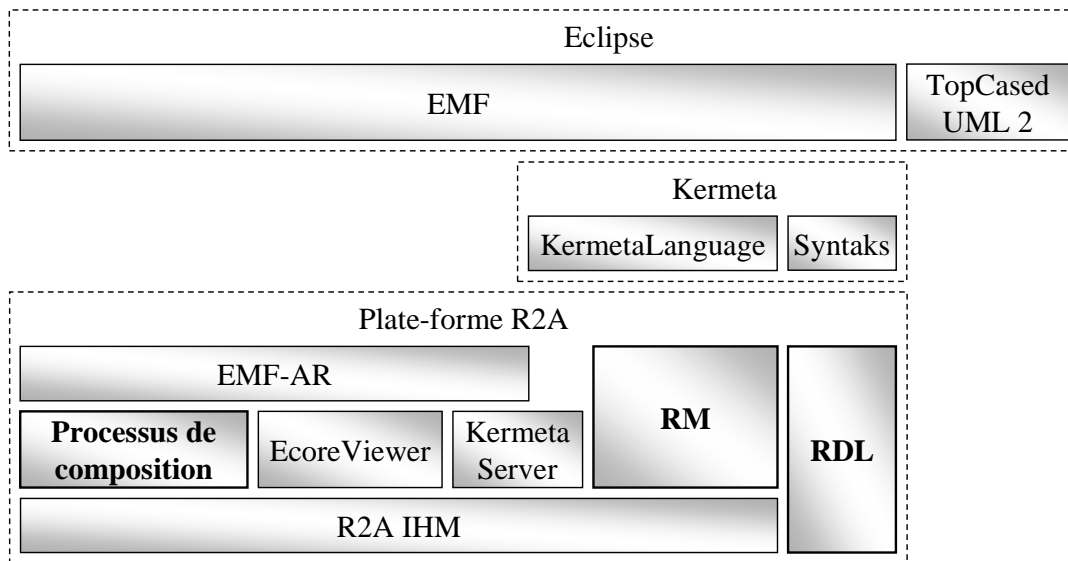 Eclipse
EMF
TopCased
UML 2
Kermeta
KermetaLanguage
Syntaks
Plate-forme R2A
EMF-AR
RM
RDL
Processus de
composition
EcoreViewer
Kermeta
Server
R2A IHM